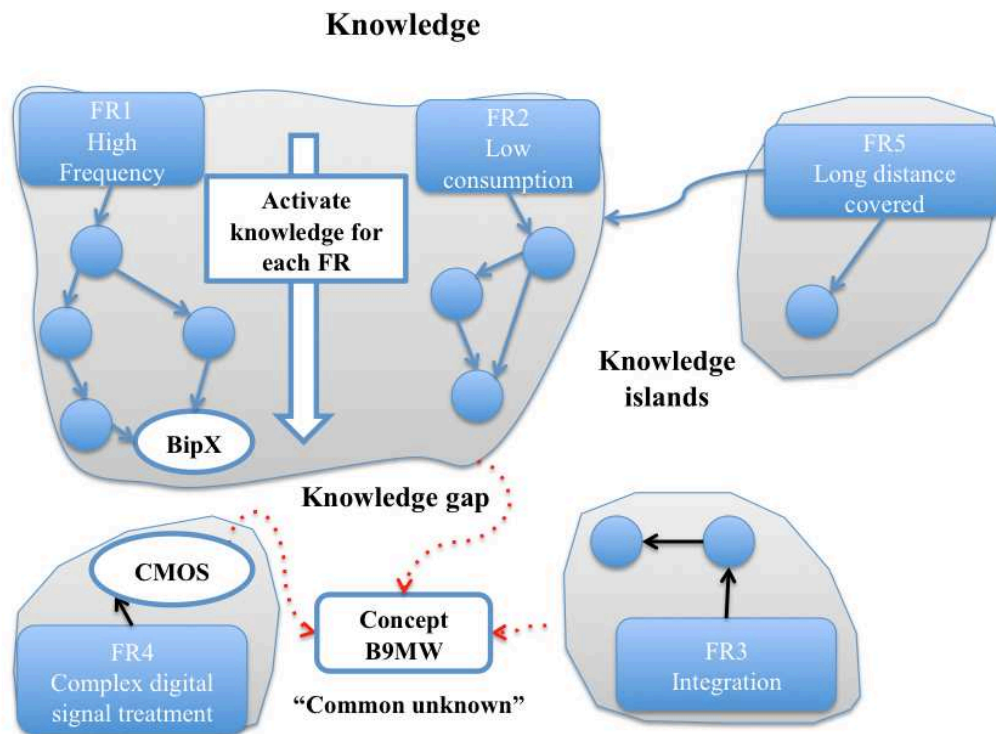 Knowledge
FR1
High
Frequency
FR2
Low
consumption
FR5
Long distance
covered
Activate
knowledge for
each FR
Knowledge
islands
BipX
Knowledge gap
CMOS
Concept
B9MW
FR4
Complex digital
signal treatment
FR3
Integration
“Common unknown”